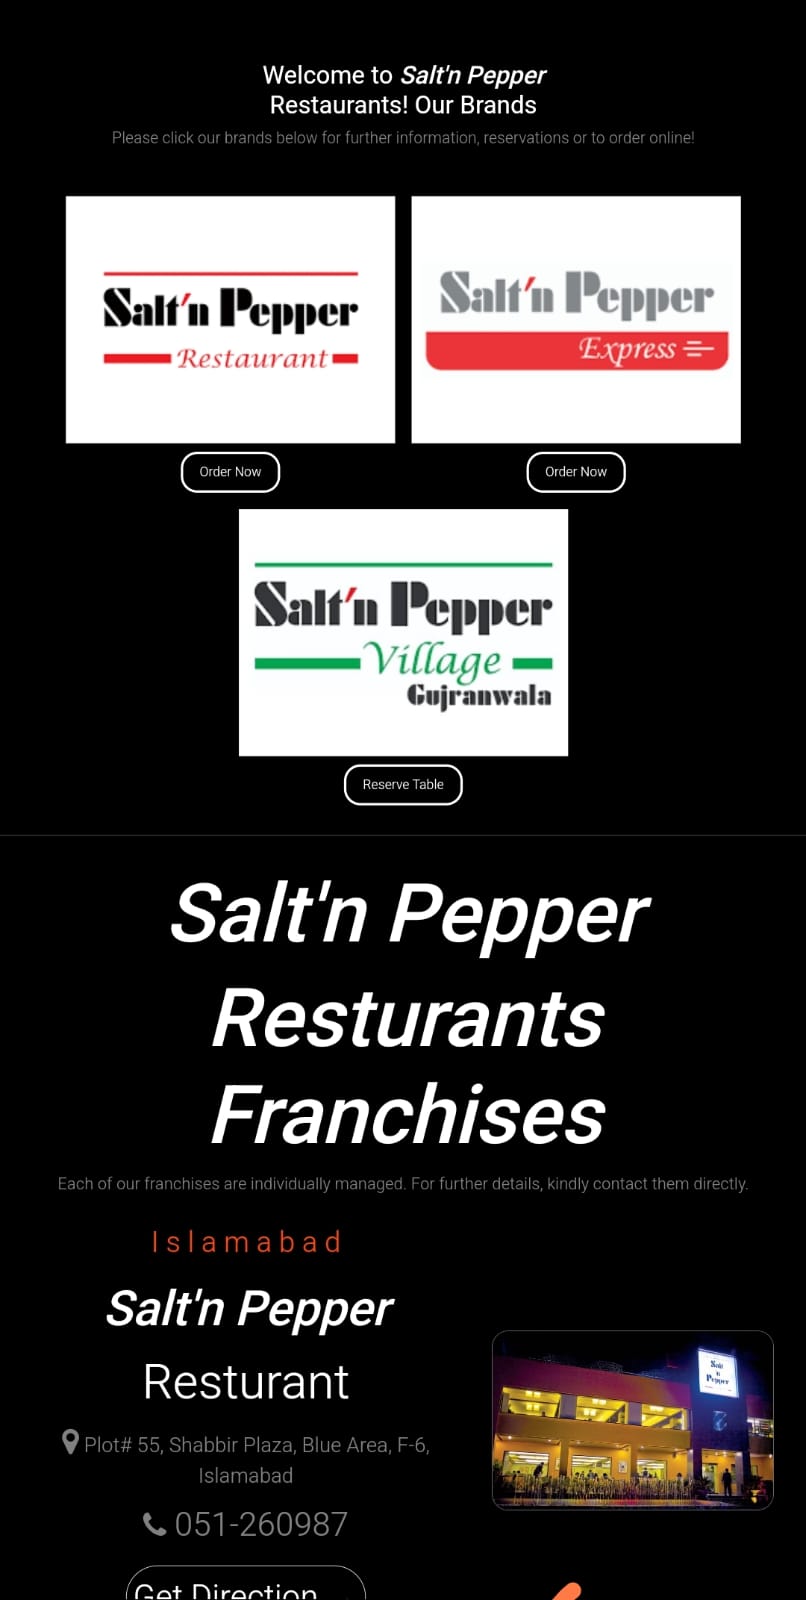 Welcome to Salt'n Pepper
Restaurants! Our Brands
Please click our brands below for further information, reservations or to order online!
Salt'n Pepper
Restaurant
Salt'n Pepper
Express
Order Now
Order Now
Salt'n Pepper
Village
Gujranwala
Reserve Table
Salt'n Pepper
Resturants
Franchises
Each of our franchises are individually managed. For further details, kindly contact them directly.
Islamabad
Salt'n Pepper
Resturant
Plot# 55, Shabbir Plaza, Blue Area, F-6,
Islamabad
051-260987
Get Direction
Salt
'n
Pepper